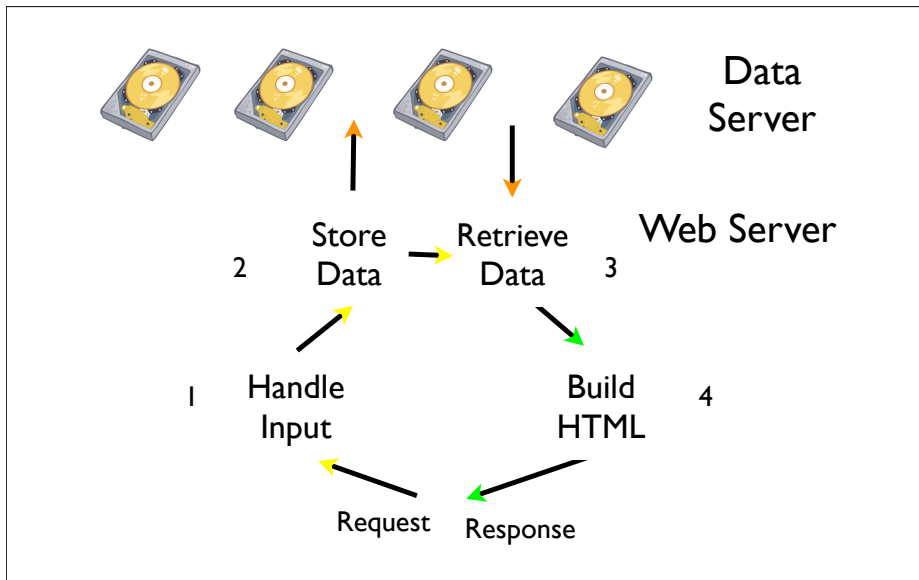 Data
Server
Web Server
2
Store
Data
Retrieve
Data
3
1
Handle
Input
Build
HTML
4
Request
Response